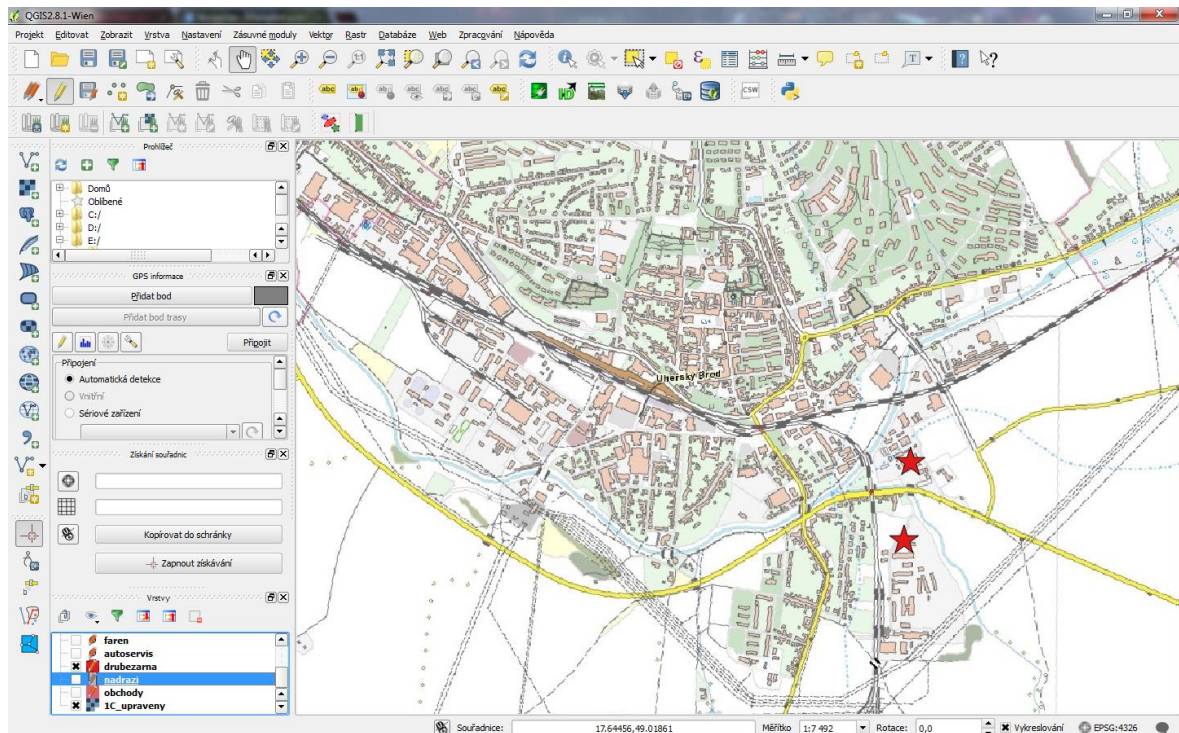 QGIS2.8.1-Wien
Projekt Editovat Zobrazit Vrstva Nastavení Zásuvné moduly Vektor Rastr Databáze Web Zpracování Nápověda
CSW
Prohlížeč
Domů
Oblíbené
C:/
D:/
E:/
GPS informace
Přidat bod
Přidat bod trasy
Připojit
Připojení
Automatická detekce
Vnitřní
Sériové zařízení
Získání souřadnic
Kopírovat do schránky
Zapnout získávání
Vrstvy
faren
autoservis
drubezarna
nadrazi
obchody
1C_upraveny
Uherský Brod
Souřadnice: 17.64456,49.01861 Měřítko 1:7 492 Rotace: 0,0 Vykreslování EPSG:4326